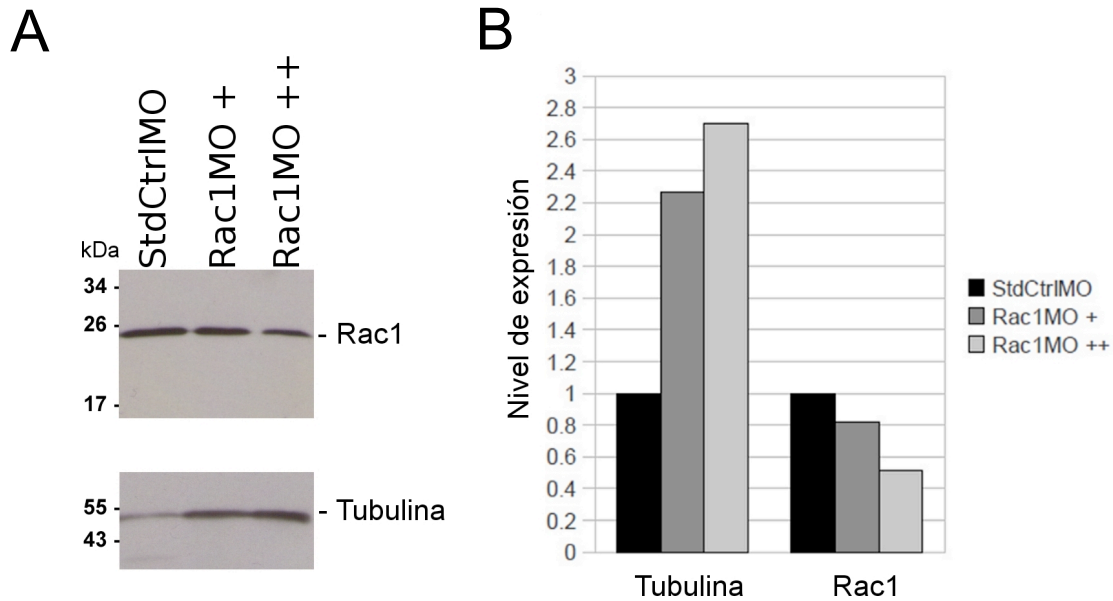 A
StdCtrlMO
Rac1MO +
Rac1MO ++
kDa
34 -
26 -
- Rac1
17 -
55 -
- Tubulina
43 -
B
Nivel de expresión
3
2.8
2.6
2.4
2.2
2
1.8
1.6
1.4
1.2
1
0.8
0.6
0.4
0.2
0
Tubulina
Rac1
StdCtrlMO
Rac1MO +
Rac1MO ++